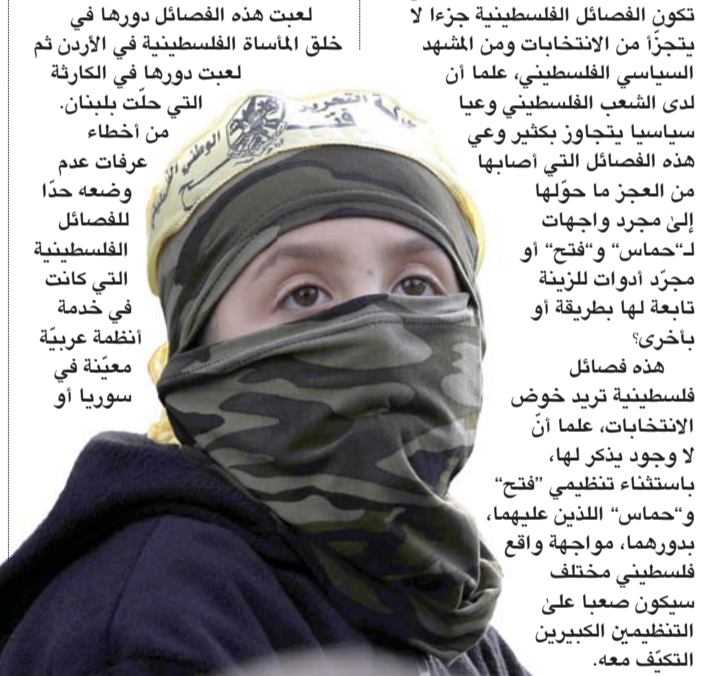 تكون الفصائل الفلسطينية جزءا لا
يتجزّأ من الانتخابات ومن المشهد
السياسي الفلسطيني، علما أن
لدى الشعب الفلسطيني وعيا
سياسيا يتجاوز بكثير وعي
هذه الفصائل التي أصابها
من العجز ما حوّلها
إلى مجرد واجهات
لـ“حماس” و“فتح” أو
مجرّد أدوات للزينة
تابعة لها بطريقة أو
بأخرى؟
هذه فصائل
فلسطينية تريد خوض
الانتخابات، علما أنّ
لا وجود يذكر لها،
باستثناء تنظيمي “فتح”
و“حماس” اللذين عليهما،
بدورهما، مواجهة واقع
فلسطيني مختلف
سيكون صعبا على
التنظيمين الكبيرين
التكيّف معه.
لعبت هذه الفصائل دورها في
خلق المأساة الفلسطينية في الأردن ثم
لعبت دورها في الكارثة
التي حلّت بلبنان.
من أخطاء
عرفات عدم
وضعه حدّا
للفصائل
الفلسطينية
التي كانت
في خدمة
أنظمة عربيّة
معيّنة في
سوريا أو
التحرير
الوطني
فتح